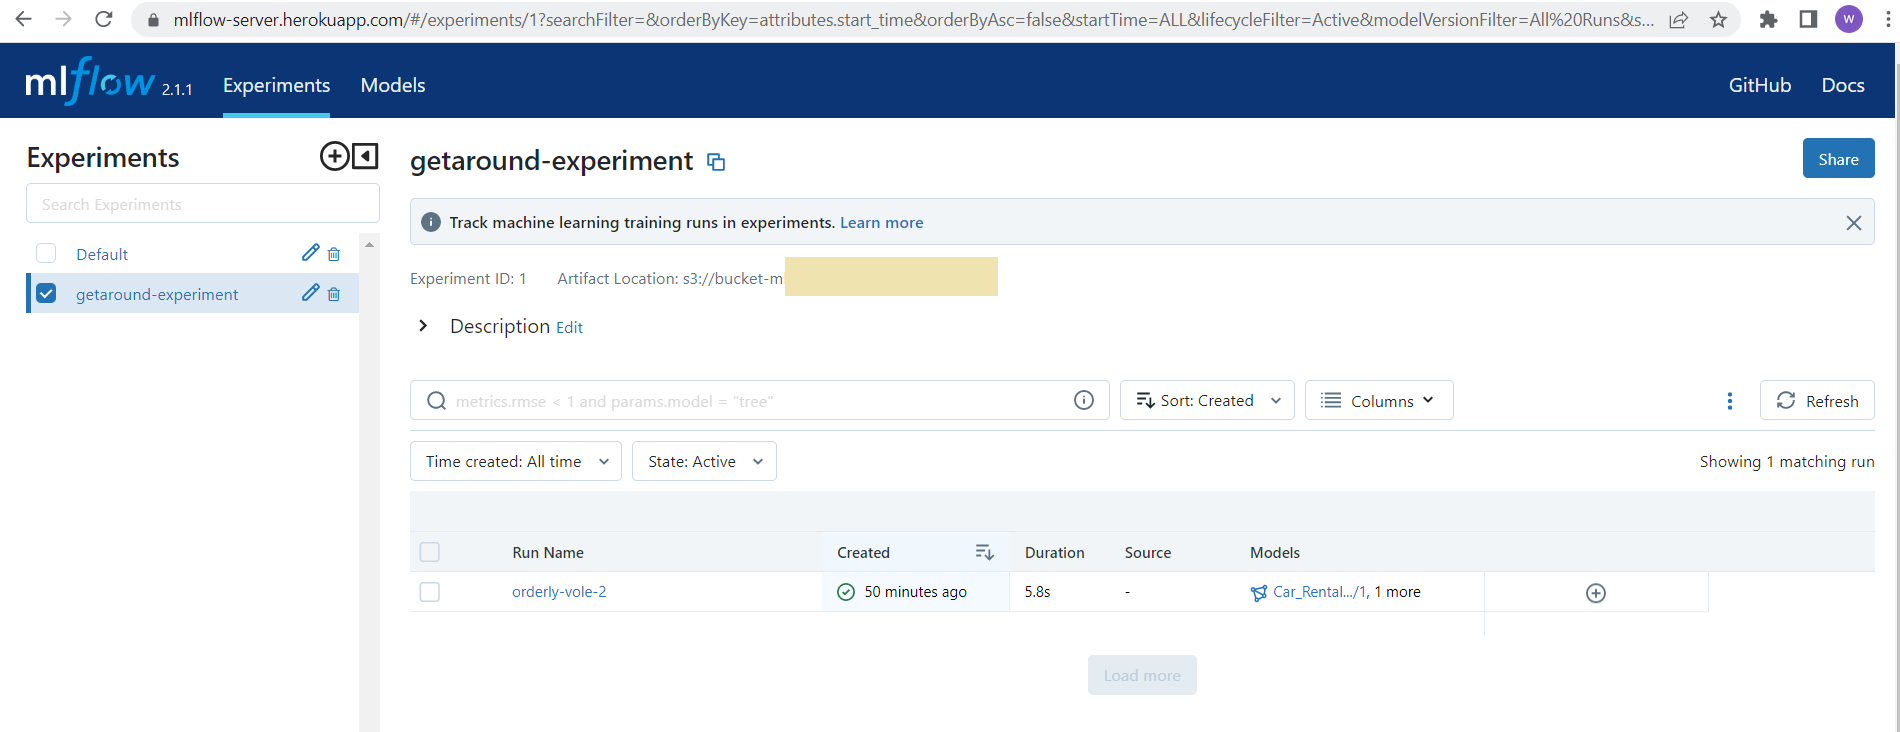 mlflow-server.herokuapp.com/#/experiments/1?searchFilter=&orderByKey=attributes.start_time&orderByAsc=false&startTime=ALL&lifecycleFilter=Active&modelVersionFilter=All%20Runs&s...
W
mlflow 2.1.1 Experiments Models GitHub Docs
Experiments
Search Experiments
Default
getaround-experiment
getaround-experiment
Share
Track machine learning training runs in experiments. Learn more
Experiment ID: 1 Artifact Location: s3://bucket-m
Description Edit
metrics.rmse < 1 and params.model = "tree"
Sort: Created
Columns
Refresh
Time created: All time
State: Active
Showing 1 matching run
Run Name Created Duration Source Models
orderly-vole-2 50 minutes ago 5.8s - Car_Rental.../1, 1 more
Load more